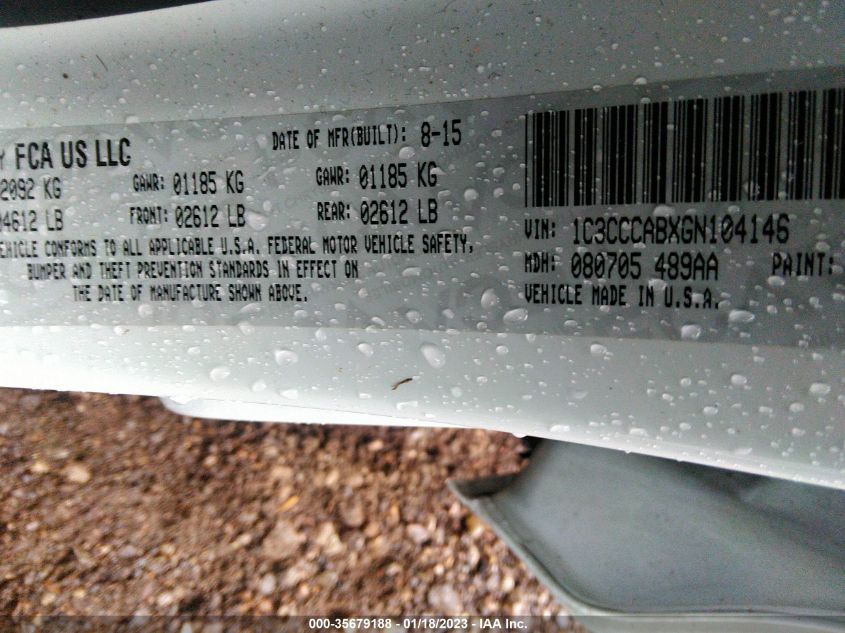 Y FCA US LLC
DATE OF MFR(BUILT): 8-15
2092 KG GAWR: 01185 KG GAWR: 01185 KG
04612 LB FRONT: 02612 LB REAR: 02612 LB
VEHICLE CONFORMS TO ALL APPLICABLE U.S.A. FEDERAL MOTOR VEHICLE SAFETY,
BUMPER AND THEFT PREVENTION STANDARDS IN EFFECT ON
THE DATE OF MANUFACTURE SHOWN ABOVE.
VIN: 1C3CCCABXGN104146
MDH: 080705 489AA PAINT:
VEHICLE MADE IN U.S.A.
000-35679188 - 01/18/2023 - IAA Inc.